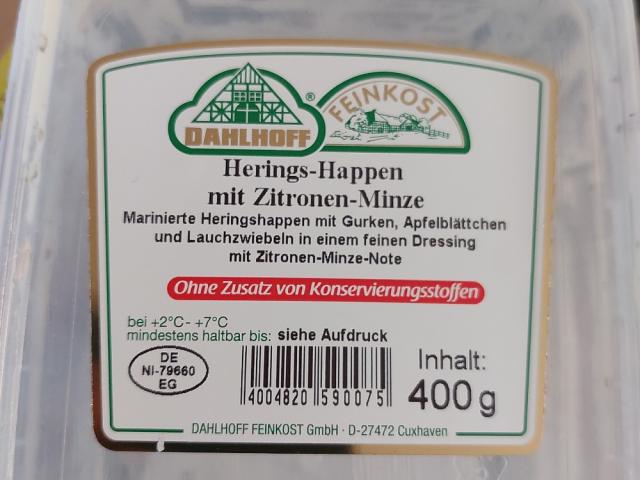 DAHLHOFF
®
FEINKOST
Herings-Happen
mit Zitronen-Minze
Marinierte Heringshappen mit Gurken, Apfelblättchen
und Lauchzwiebeln in einem feinen Dressing
mit Zitronen-Minze-Note
Ohne Zusatz von Konservierungsstoffen
bei +2°C- +7°C
mindestens haltbar bis: siehe Aufdruck
DE
NI-79660
EG
4004820 590075
Inhalt:
400g
DAHLHOFF FEINKOST GmbH · D-27472 Cuxhaven